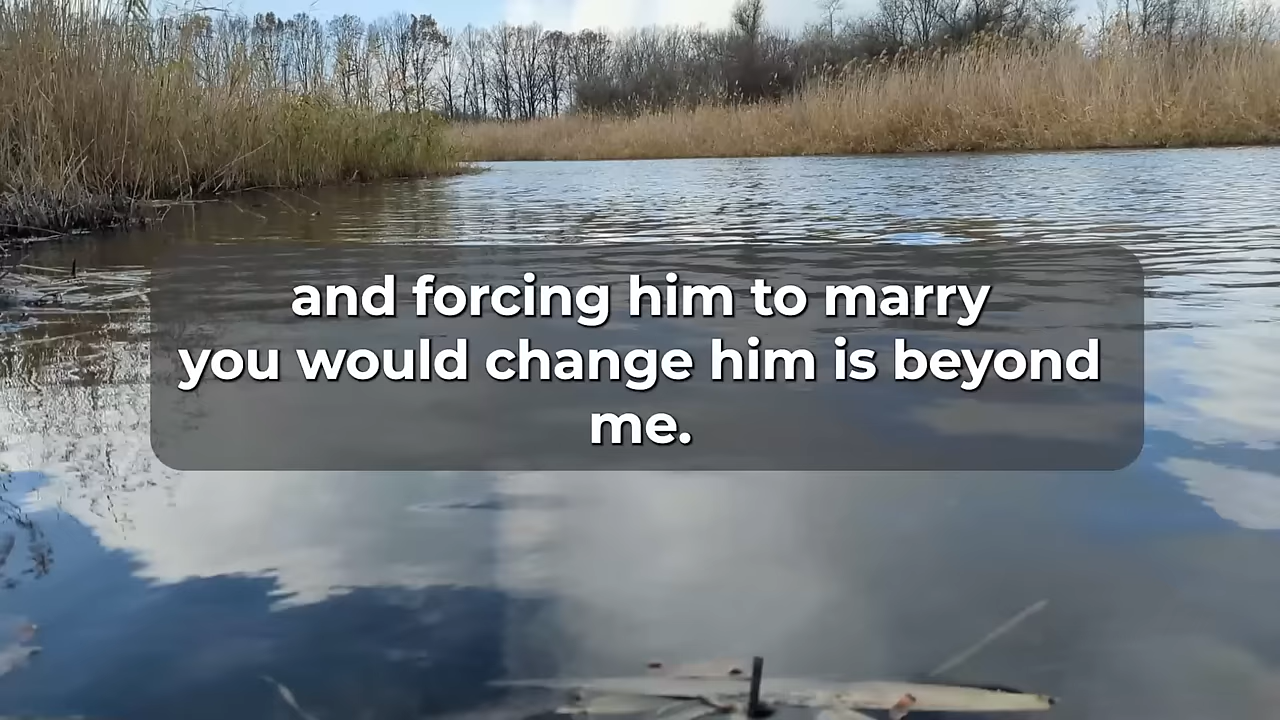 and forcing him to marry
you would change him is beyond
me.